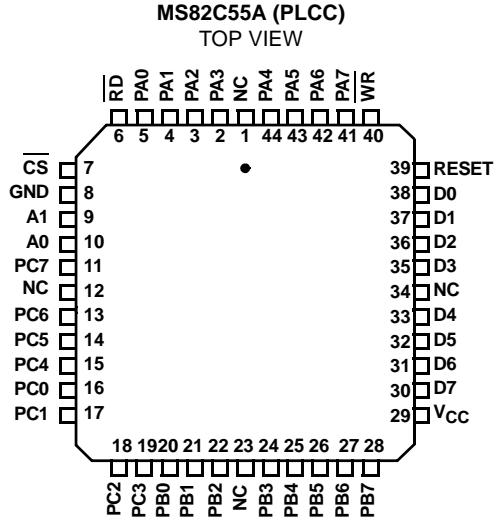 MS82C55A (PLCC)
TOP VIEW
RD PA0 PA1 PA2 PA3 NC PA4 PA5 PA6 PA7 WR
6 5 4 3 2 1 44 43 42 41 40
CS 7 39 RESET
GND 8 38 D0
A1 9 37 D1
A0 10 36 D2
PC7 11 35 D3
NC 12 34 NC
PC6 13 33 D4
PC5 14 32 D5
PC4 15 31 D6
PC0 16 30 D7
PC1 17 29 VCC
18 19 20 21 22 23 24 25 26 27 28
PC2 PC3 PB0 PB1 PB2 NC PB3 PB4 PB5 PB6 PB7